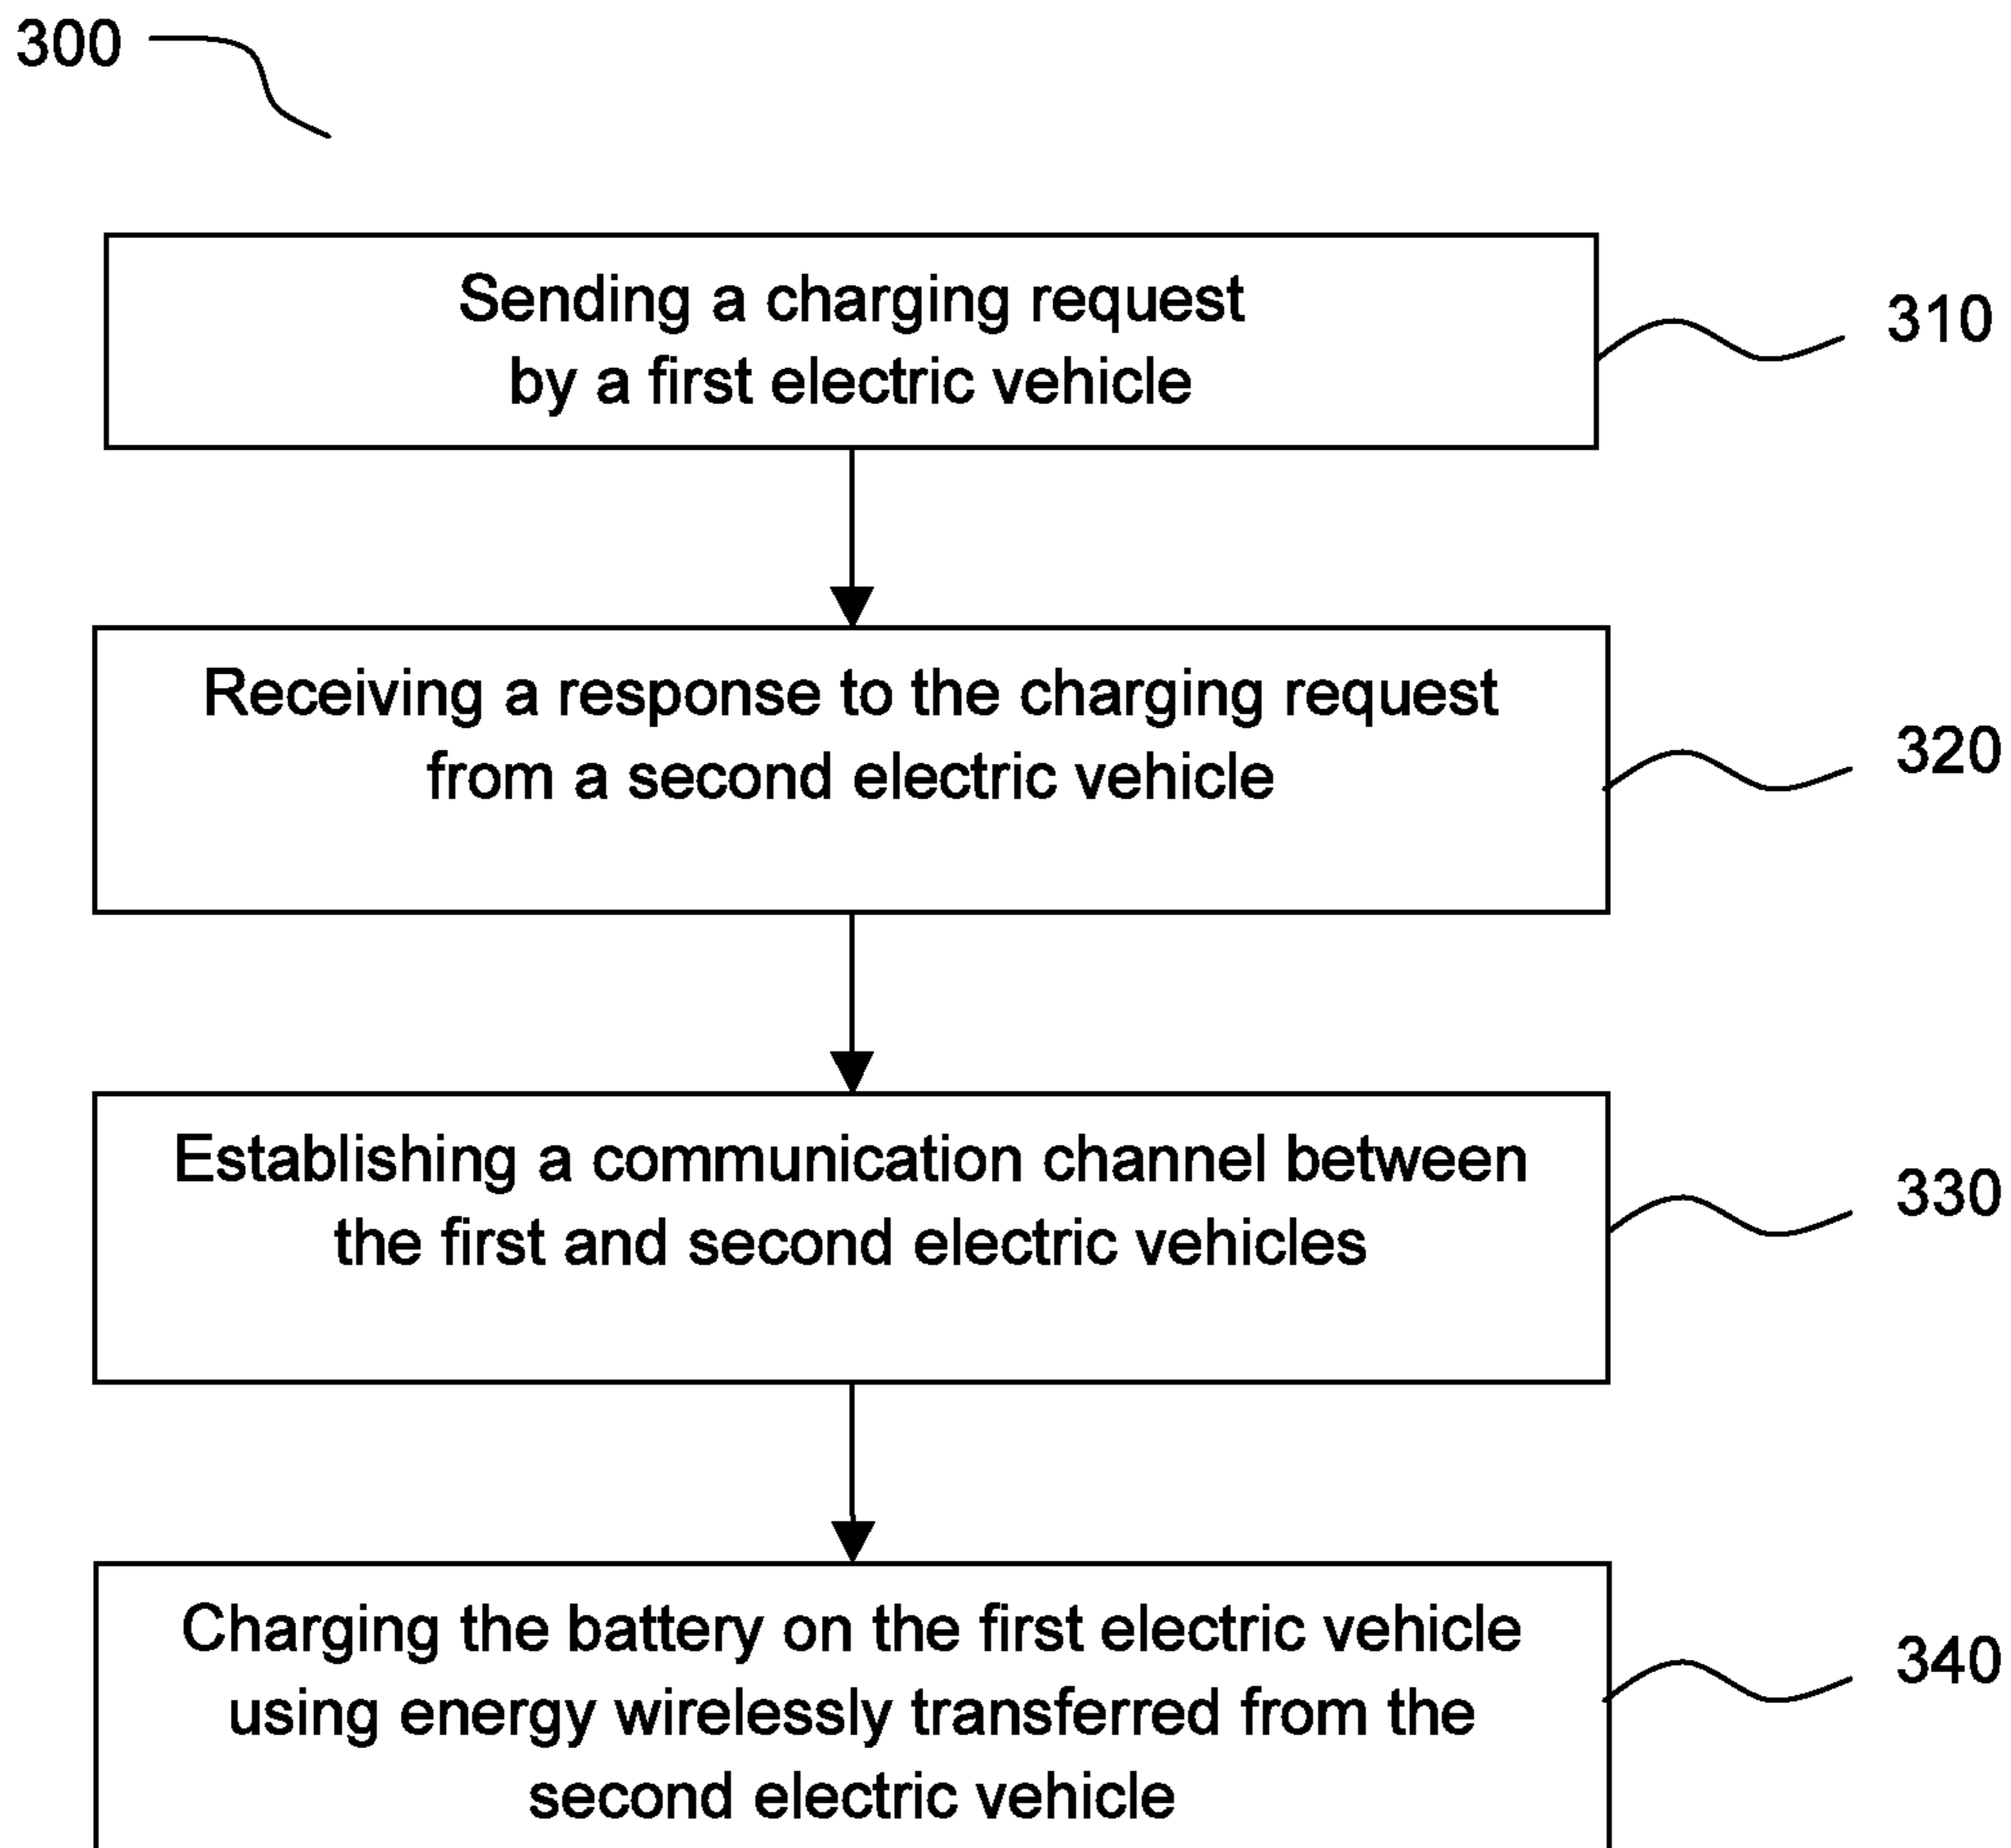 300
Sending a charging request
by a first electric vehicle
310
Receiving a response to the charging request
from a second electric vehicle
320
Establishing a communication channel between
the first and second electric vehicles
330
Charging the battery on the first electric vehicle
using energy wirelessly transferred from the
second electric vehicle
340